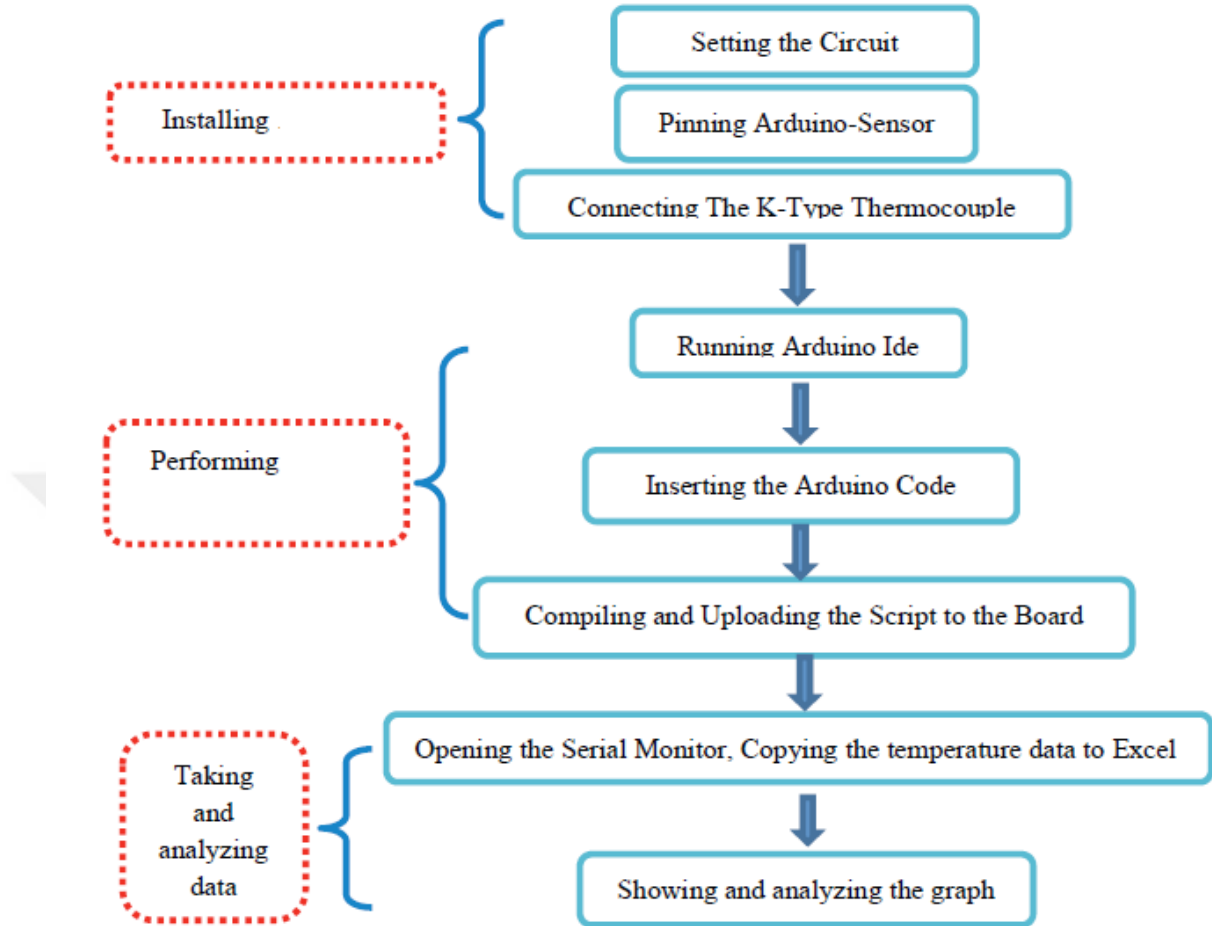 Setting the Circuit
Installing
Pinning Arduino-Sensor
Connecting The K-Type Thermocouple
Running Arduino Ide
Performing
Inserting the Arduino Code
Compiling and Uploading the Script to the Board
Opening the Serial Monitor, Copying the temperature data to Excel
Taking
and
analyzing
data
Showing and analyzing the graph